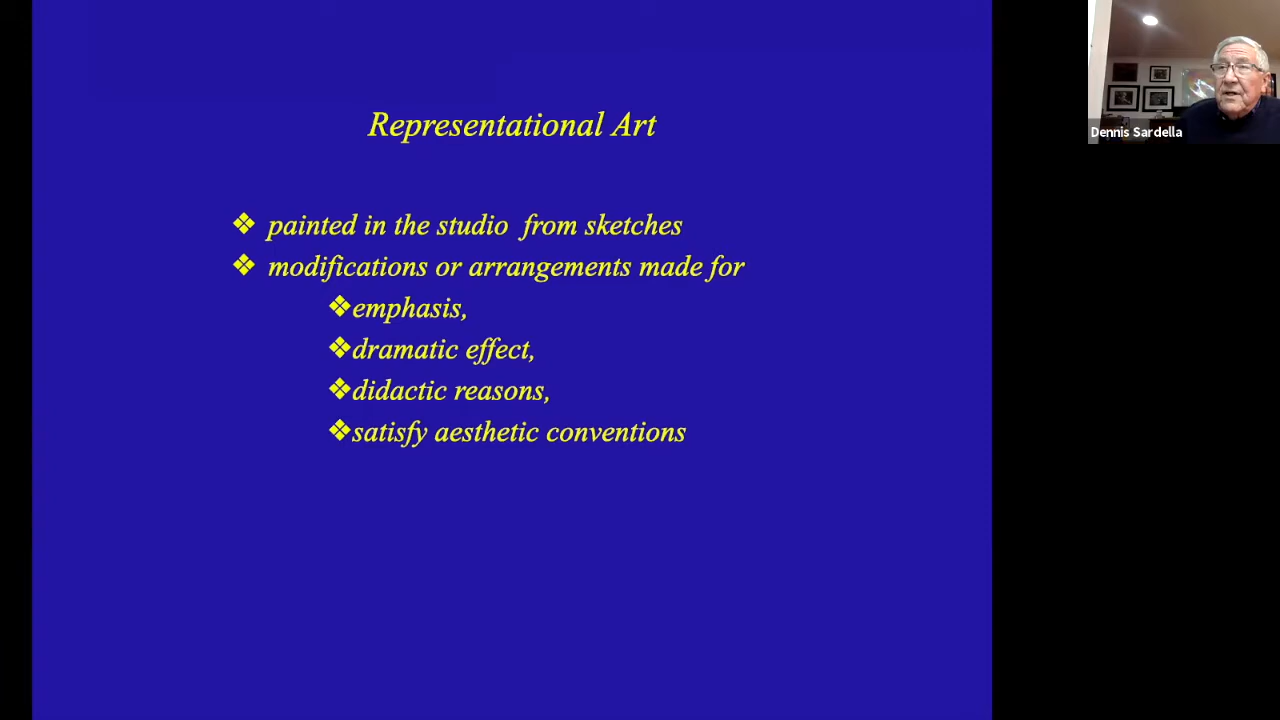 Representational Art
❖ painted in the studio from sketches
❖ modifications or arrangements made for
❖emphasis,
❖dramatic effect,
❖didactic reasons,
❖satisfy aesthetic conventions
Dennis Sardella